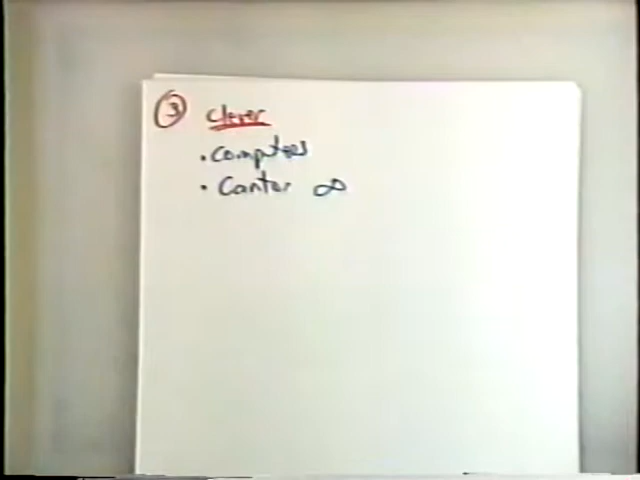 ③ Clever
• Computers
• Cantor ∞